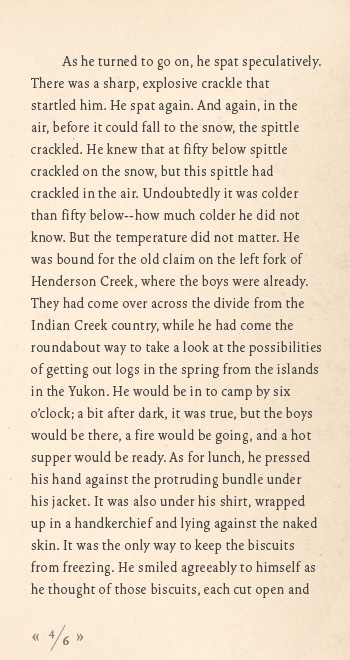 As he turned to go on, he spat speculatively.
There was a sharp, explosive crackle that
startled him. He spat again. And again, in the
air, before it could fall to the snow, the spittle
crackled. He knew that at fifty below spittle
crackled on the snow, but this spittle had
crackled in the air. Undoubtedly it was colder
than fifty below--how much colder he did not
know. But the temperature did not matter. He
was bound for the old claim on the left fork of
Henderson Creek, where the boys were already.
They had come over across the divide from the
Indian Creek country, while he had come the
roundabout way to take a look at the possibilities
of getting out logs in the spring from the islands
in the Yukon. He would be in to camp by six
o'clock; a bit after dark, it was true, but the boys
would be there, a fire would be going, and a hot
supper would be ready. As for lunch, he pressed
his hand against the protruding bundle under
his jacket. It was also under his shirt, wrapped
up in a handkerchief and lying against the naked
skin. It was the only way to keep the biscuits
from freezing. He smiled agreeably to himself as
he thought of those biscuits, each cut open and
« 4/6 »